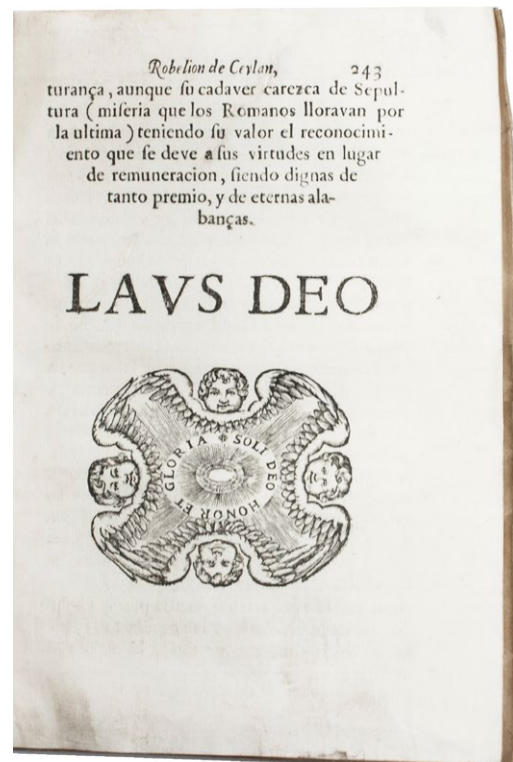 Robelion de Ceylan, 243
turança, aunque ſu cadaver carezca de Sepul-
tura ( miſeria que los Romanos lloravan por
la ultima ) teniendo ſu valor el reconocimi-
ento que ſe deve a ſus virtudes en lugar
de remuneracion, ſiendo dignas de
tanto premio, y de eternas ala-
banças.
LAVS DEO
SOLI DEO HONOR ET GLORIA